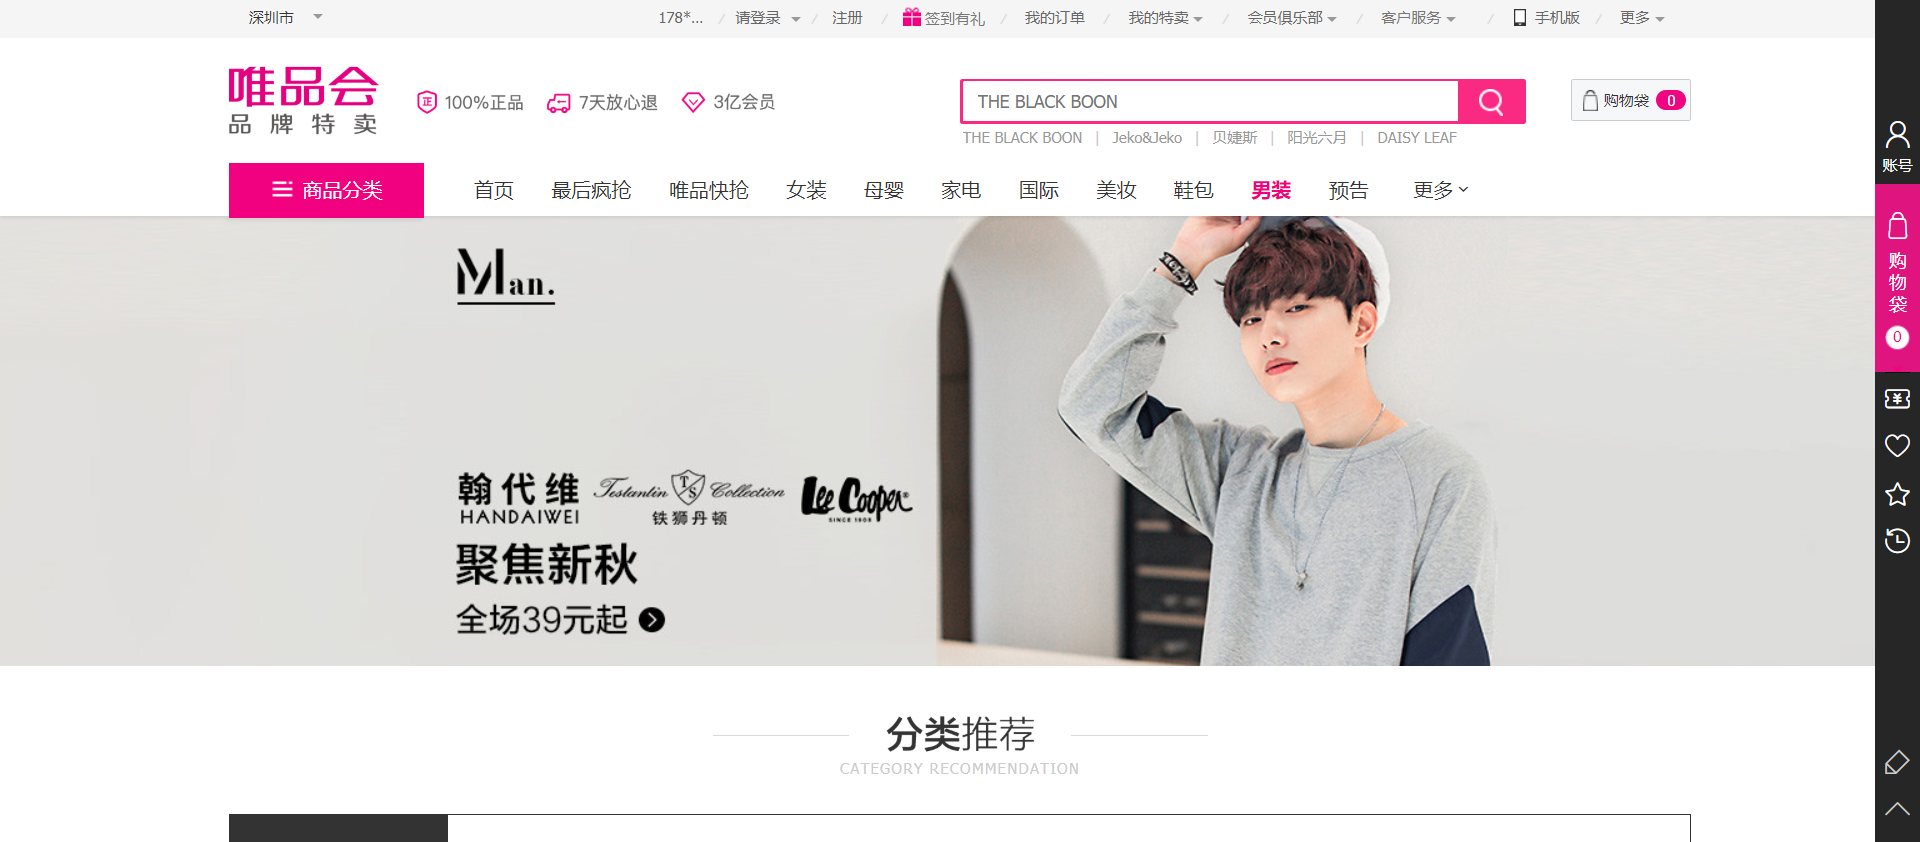 深圳市 178*... 请登录 注册 签到有礼 我的订单 我的特卖 会员俱乐部 客户服务 手机版 更多
唯品会
品牌特卖
正 100%正品 7天放心退 3亿会员
THE BLACK BOON
购物袋 0
THE BLACK BOON | Jeko&Jeko | 贝婕斯 | 阳光六月 | DAISY LEAF
账号
商品分类 首页 最后疯抢 唯品快抢 女装 母婴 家电 国际 美妆 鞋包 男装 预告 更多
购物袋
0
¥
Man.
翰代维
HANDAIWEI
Testantin TS Collection
铁狮丹顿
Lee Cooper®
SINCE 1908
聚焦新秋
全场39元起
分类推荐
CATEGORY RECOMMENDATION